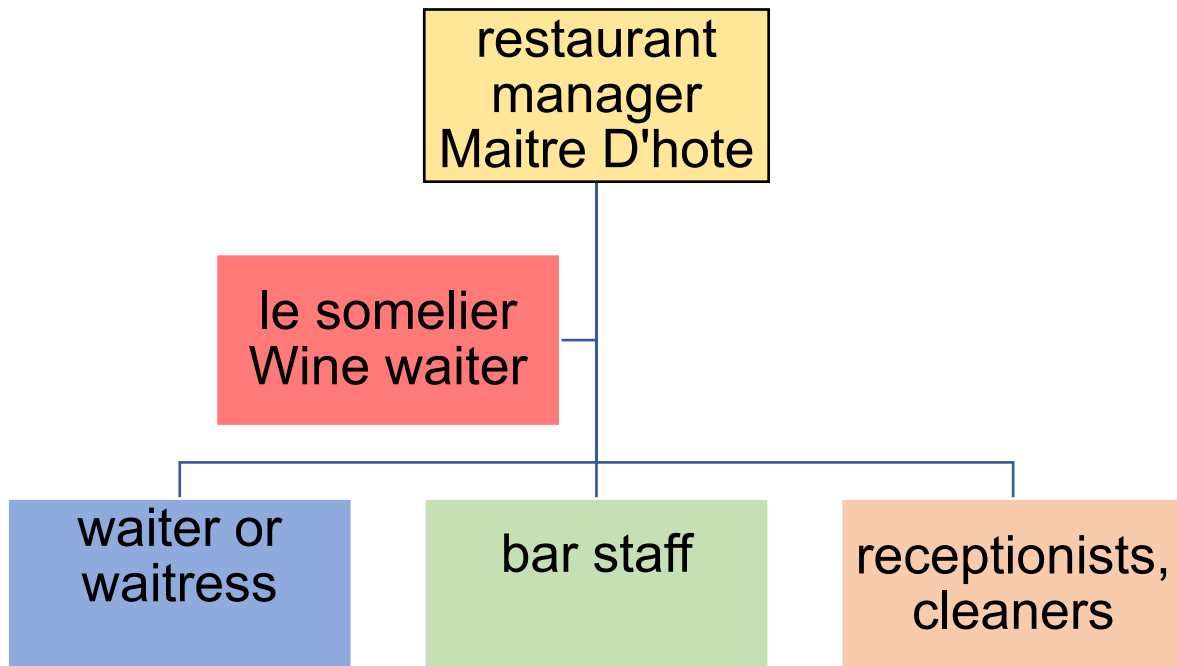 restaurant
manager
Maitre D'hote
le somelier
Wine waiter
waiter or
waitress
bar staff
receptionists,
cleaners